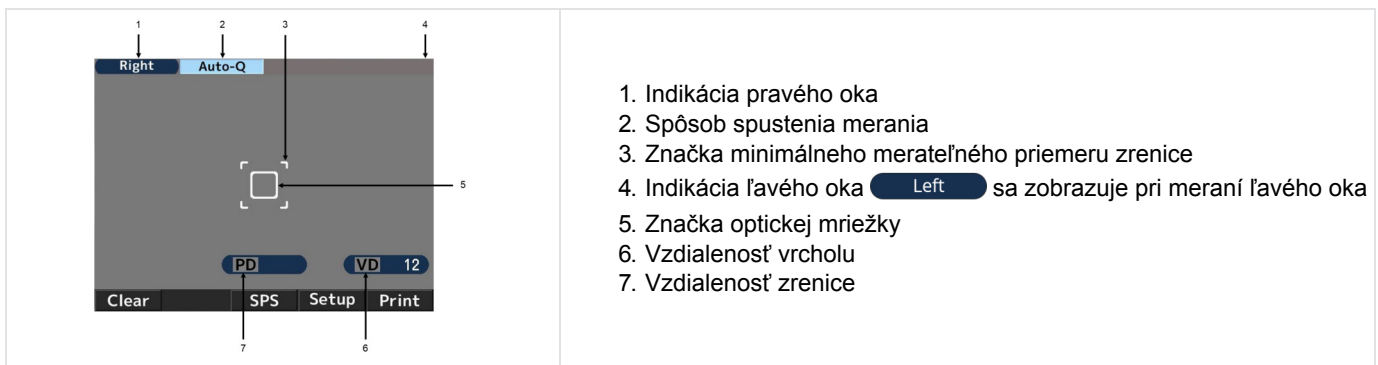 1 2 3 4
Right Auto-Q
5
PD VD 12
Clear SPS Setup Print
7 6
1. Indikácia pravého oka
2. Spôsob spustenia merania
3. Značka minimálneho merateľného priemeru zrenice
4. Indikácia ľavého oka Left sa zobrazuje pri meraní ľavého oka
5. Značka optickej mriežky
6. Vzdialenosť vrcholu
7. Vzdialenosť zrenice